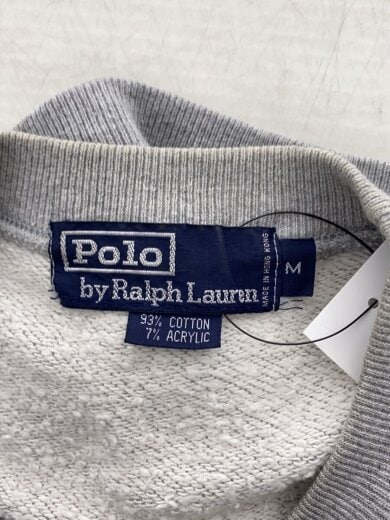 Polo
by Ralph Lauren
MADE IN HONG KONG
M
93% COTTON
7% ACRYLIC